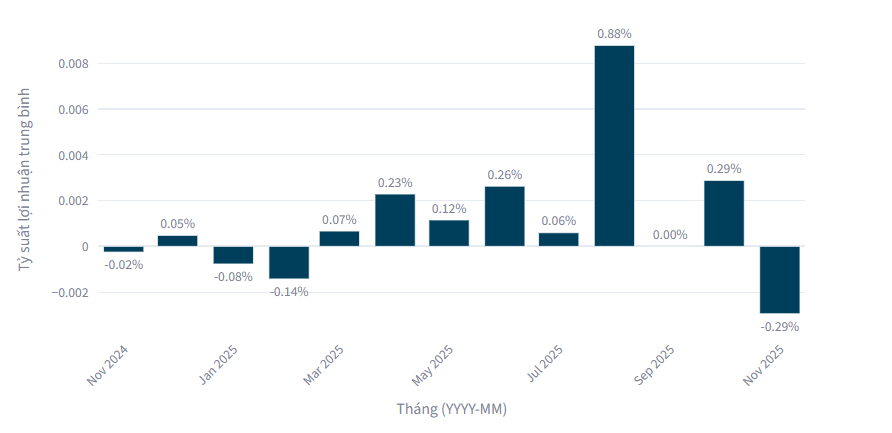 Tỷ suất lợi nhuận trung bình
0.008
0.006
0.004
0.002
0
−0.002
-0.02%
0.05%
-0.08%
-0.14%
0.07%
0.23%
0.12%
0.26%
0.06%
0.88%
0.00%
0.29%
-0.29%
Nov 2024
Jan 2025
Mar 2025
May 2025
Jul 2025
Sep 2025
Nov 2025
Tháng (YYYY-MM)